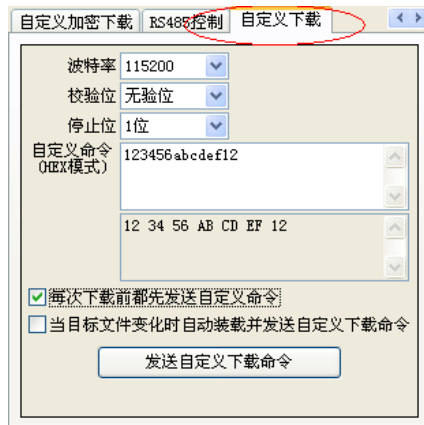 自定义加密下载 RS485控制 自定义下载
波特率 115200
校验位 无验位
停止位 1位
自定义命令
(HEX模式)
123456abcdef12
12 34 56 AB CD EF 12
每次下载前都先发送自定义命令
当目标文件变化时自动装载并发送自定义下载命令
发送自定义下载命令